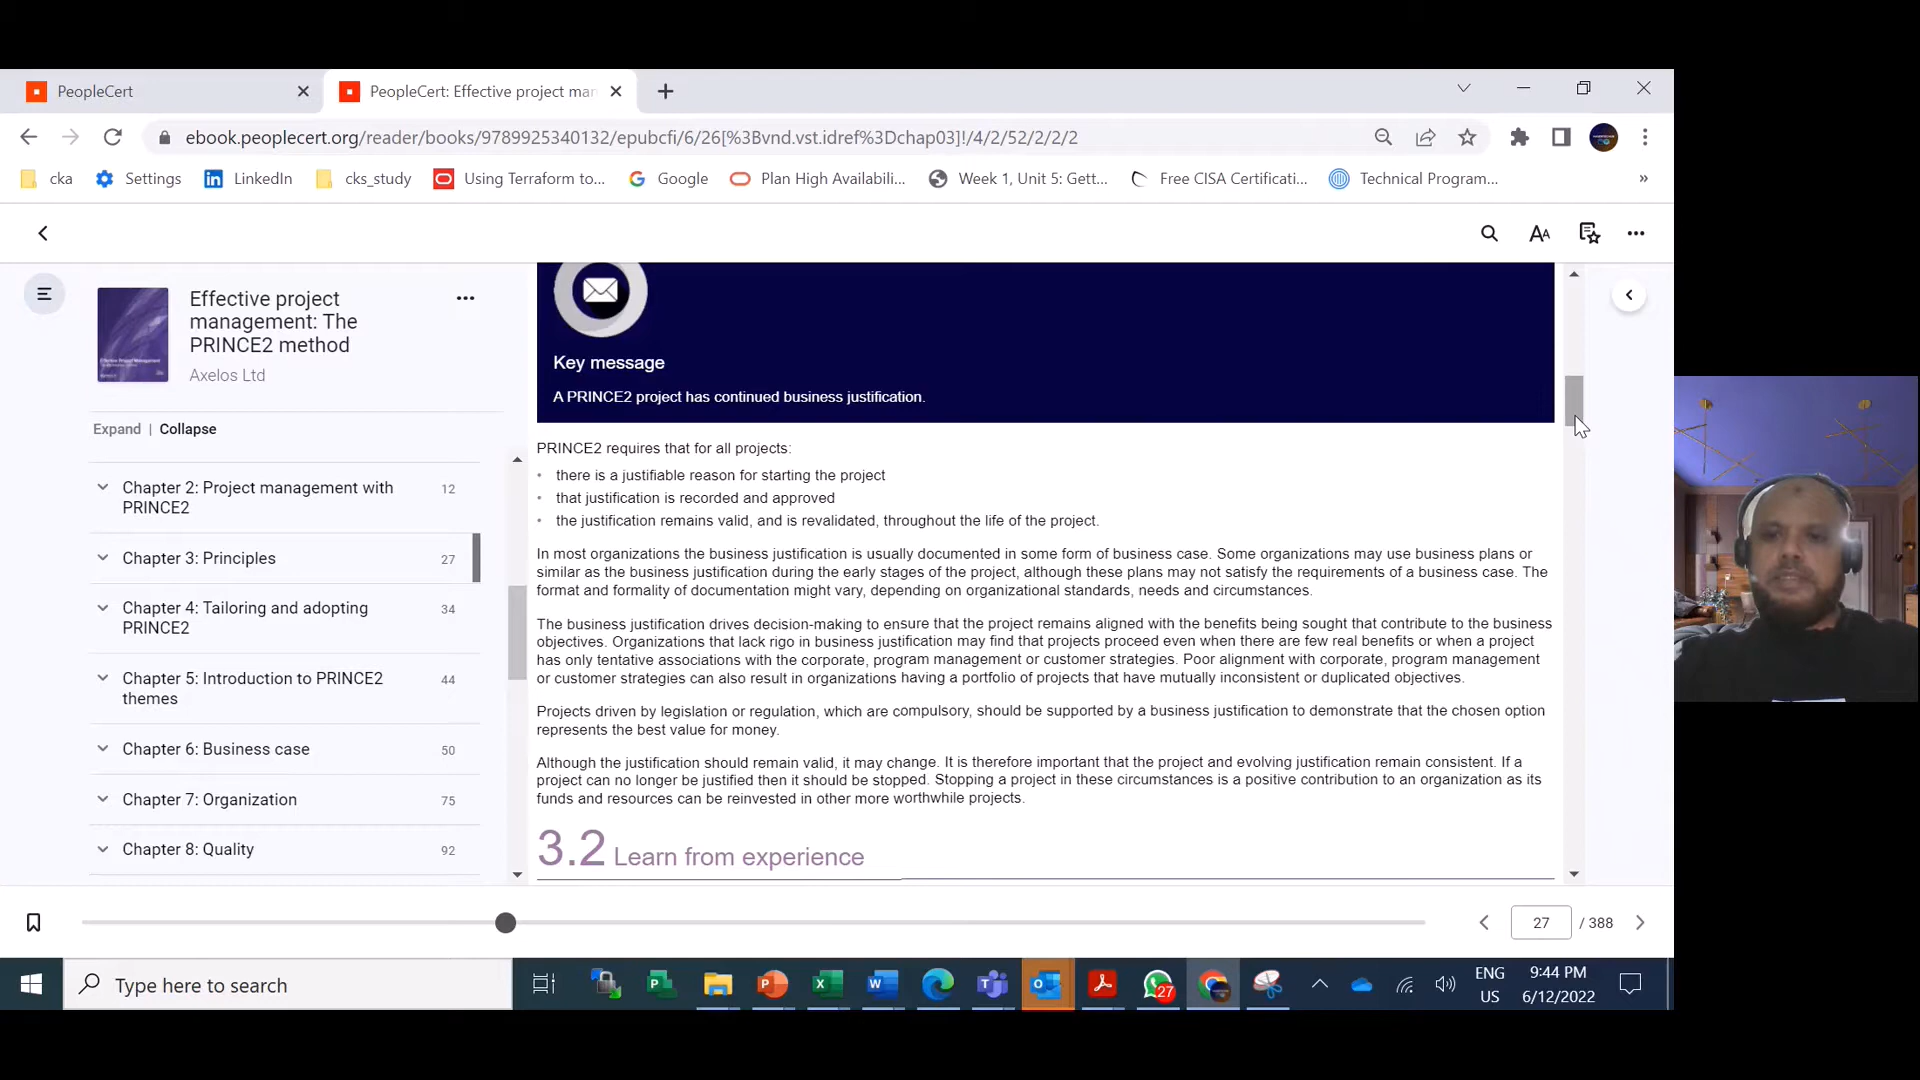 PeopleCert
PeopleCert: Effective project mar
ebook.peoplecert.org/reader/books/9789925340132/epubcfi/6/26[%3Bvnd.vst.idref%3Dchap03]!/4/2/52/2/2/2
cka
Settings
LinkedIn
cks_study
Using Terraform to...
Google
Plan High Availabili...
Week 1, Unit 5: Gett...
Free CISA Certificati...
Technical Program...
»
Effective project
management: The
PRINCE2 method
Axelos Ltd
Expand | Collapse
Chapter 2: Project management with
PRINCE2
12
Chapter 3: Principles 27
Chapter 4: Tailoring and adopting
PRINCE2
34
Chapter 5: Introduction to PRINCE2
themes
44
Chapter 6: Business case 50
Chapter 7: Organization 75
Chapter 8: Quality 92
Key message
A PRINCE2 project has continued business justification.
PRINCE2 requires that for all projects:
• there is a justifiable reason for starting the project
• that justification is recorded and approved
• the justification remains valid, and is revalidated, throughout the life of the project.
In most organizations the business justification is usually documented in some form of business case. Some organizations may use business plans or
similar as the business justification during the early stages of the project, although these plans may not satisfy the requirements of a business case. The
format and formality of documentation might vary, depending on organizational standards, needs and circumstances.
The business justification drives decision-making to ensure that the project remains aligned with the benefits being sought that contribute to the business
objectives. Organizations that lack rigo in business justification may find that projects proceed even when there are few real benefits or when a project
has only tentative associations with the corporate, program management or customer strategies. Poor alignment with corporate, program management
or customer strategies can also result in organizations having a portfolio of projects that have mutually inconsistent or duplicated objectives.
Projects driven by legislation or regulation, which are compulsory, should be supported by a business justification to demonstrate that the chosen option
represents the best value for money.
Although the justification should remain valid, it may change. It is therefore important that the project and evolving justification remain consistent. If a
project can no longer be justified then it should be stopped. Stopping a project in these circumstances is a positive contribution to an organization as its
funds and resources can be reinvested in other more worthwhile projects.
3.2 Learn from experience
27 / 388
Type here to search
27
ENG
US
9:44 PM
6/12/2022